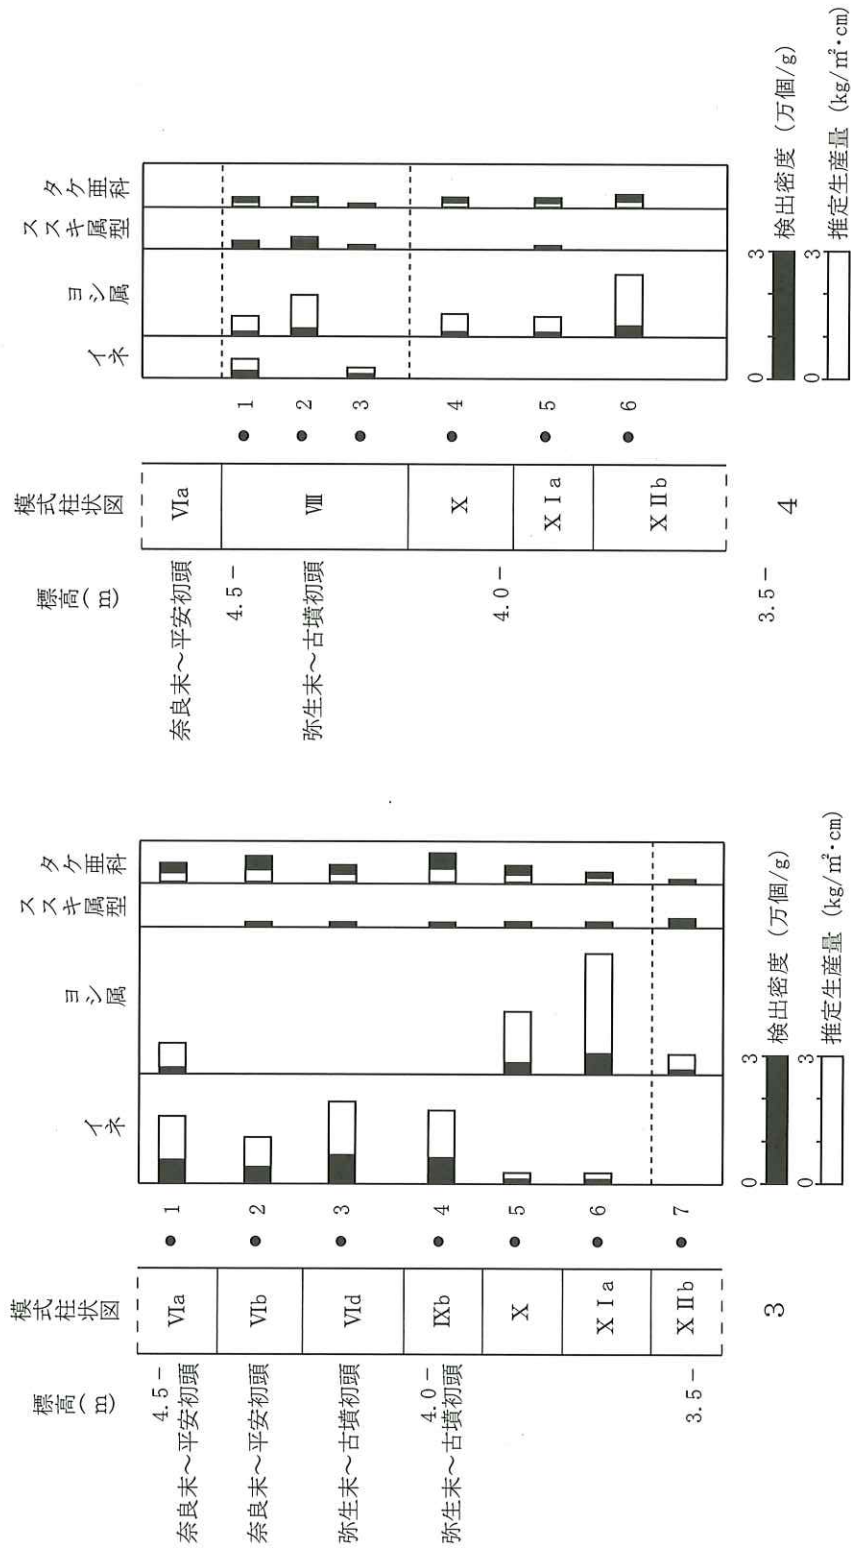 標高(m)
模式柱状図
イネ
ヨシ属
ススキ属型
タケ亜科
4.5-
奈良末～平安初頭
VIa
1
奈良末～平安初頭
VIb
2
弥生末～古墳初頭
VId
3
4.0-
弥生末～古墳初頭
IXb
4
X
5
XIa
6
3.5-
XIIb
7
0 3
検出密度（万個/g）
0 3
推定生産量（kg/㎡・cm）
3
標高(m)
模式柱状図
イネ
ヨシ属
ススキ属型
タケ亜科
奈良末～平安初頭
VIa
4.5-
1
弥生末～古墳初頭
VIII
2
3
4.0-
X
4
XIa
5
XIIb
6
3.5-
0 3
検出密度（万個/g）
0 3
推定生産量（kg/㎡・cm）
4